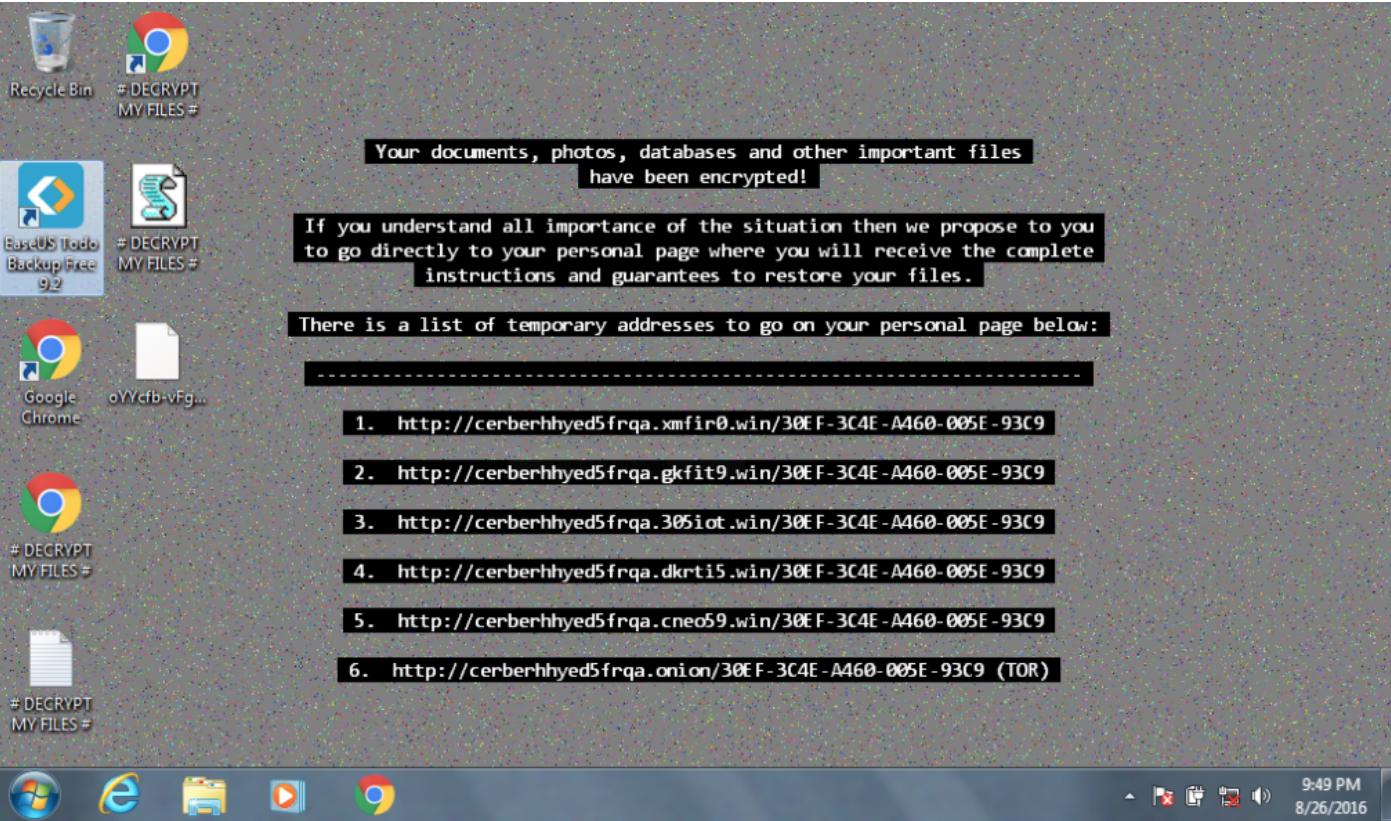 Recycle Bin
# DECRYPT
MY FILES #
EaseUS Todo
Backup Free
9.2
# DECRYPT
MY FILES #
Google
Chrome
oYYcfb-vFg...
# DECRYPT
MY FILES #
# DECRYPT
MY FILES #
Your documents, photos, databases and other important files
have been encrypted!
If you understand all importance of the situation then we propose to you
to go directly to your personal page where you will receive the complete
instructions and guarantees to restore your files.
There is a list of temporary addresses to go on your personal page below:
-----------------------------------------------------------------------
1. http://cerberhhyed5frqa.xmfir0.win/30EF-3C4E-A460-005E-93C9
2. http://cerberhhyed5frqa.gkfit9.win/30EF-3C4E-A460-005E-93C9
3. http://cerberhhyed5frqa.305iot.win/30EF-3C4E-A460-005E-93C9
4. http://cerberhhyed5frqa.dkrti5.win/30EF-3C4E-A460-005E-93C9
5. http://cerberhhyed5frqa.cneo59.win/30EF-3C4E-A460-005E-93C9
6. http://cerberhhyed5frqa.onion/30EF-3C4E-A460-005E-93C9 (TOR)
9:49 PM
8/26/2016